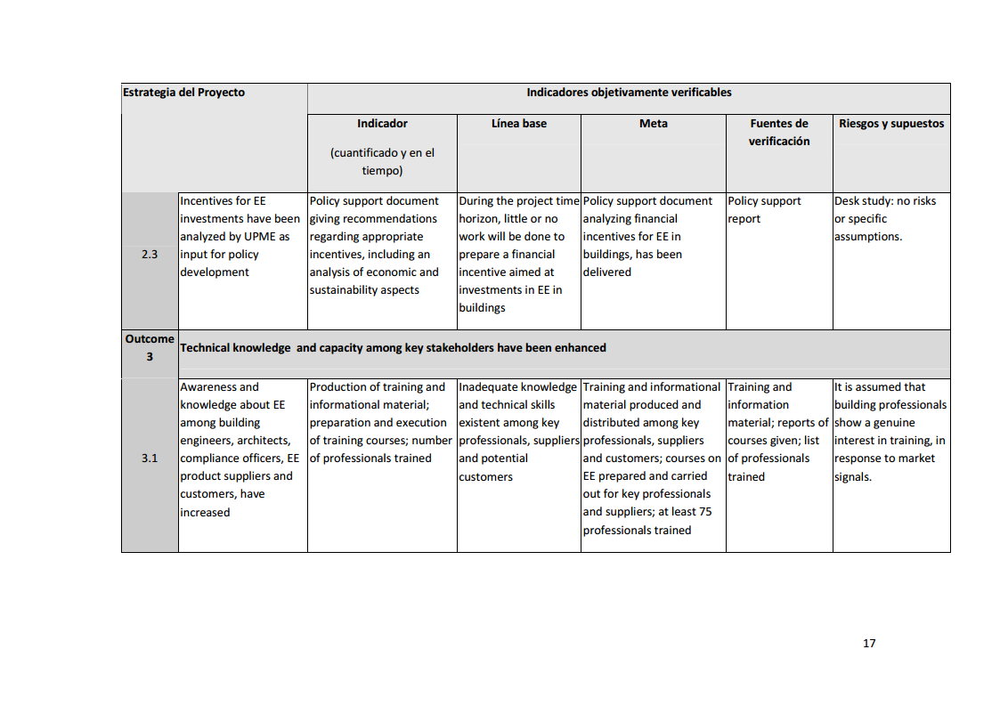 Estrategia del Proyecto
Indicadores objetivamente verificables
Indicador
(cuantificado y en el
tiempo)
Línea base
Meta
Fuentes de
verificación
Riesgos y supuestos
2.3
Incentives for EE
investments have been
analyzed by UPME as
input for policy
development
Policy support document
giving recommendations
regarding appropriate
incentives, including an
analysis of economic and
sustainability aspects
During the project time
horizon, little or no
work will be done to
prepare a financial
incentive aimed at
investments in EE in
buildings
Policy support document
analyzing financial
incentives for EE in
buildings, has been
delivered
Policy support
report
Desk study: no risks
or specific
assumptions.
Outcome
3
Technical knowledge and capacity among key stakeholders have been enhanced
3.1
Awareness and
knowledge about EE
among building
engineers, architects,
compliance officers, EE
product suppliers and
customers, have
increased
Production of training and
informational material;
preparation and execution
of training courses; number
of professionals trained
Inadequate knowledge
and technical skills
existent among key
professionals, suppliers
and potential
customers
Training and informational
material produced and
distributed among key
professionals, suppliers
and customers; courses on
EE prepared and carried
out for key professionals
and suppliers; at least 75
professionals trained
Training and
information
material; reports of
courses given; list
of professionals
trained
It is assumed that
building professionals
show a genuine
interest in training, in
response to market
signals.
17